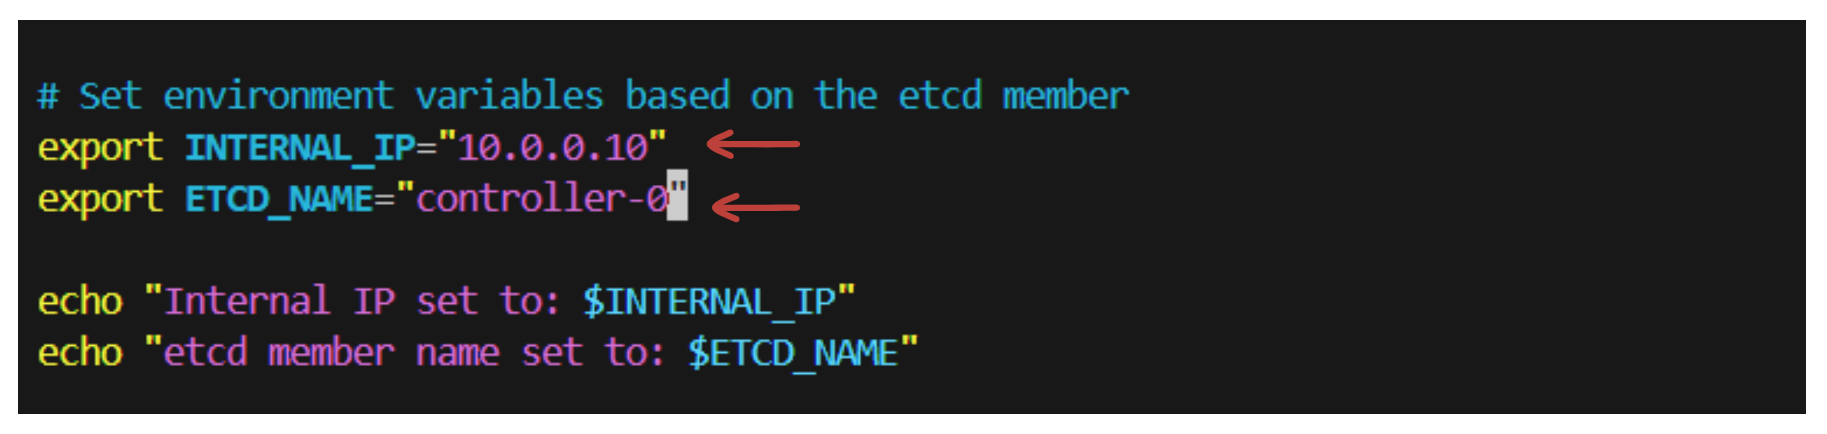 # Set environment variables based on the etcd member
export INTERNAL_IP="10.0.0.10"
export ETCD_NAME="controller-0"
echo "Internal IP set to: $INTERNAL_IP"
echo "etcd member name set to: $ETCD_NAME"